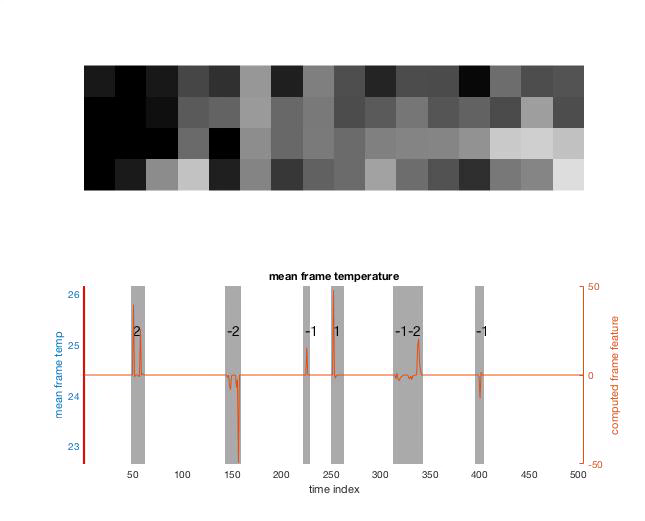 mean frame temperature
26
25
24
23
mean frame temp
2
-2
-1
1
-1
-2
-1
50
0
-50
computed frame feature
50 100 150 200 250 300 350 400 450 500
time index